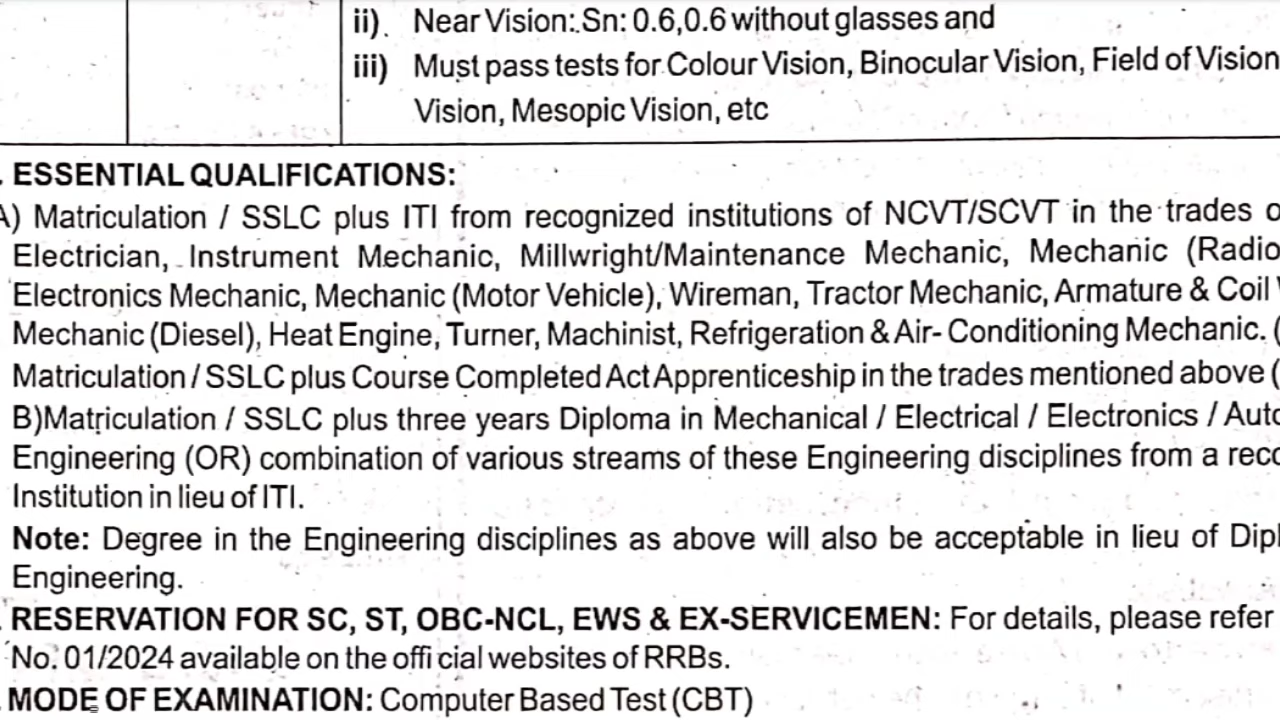 ii) Near Vision: Sn: 0.6,0.6 without glasses and
iii) Must pass tests for Colour Vision, Binocular Vision, Field of Vision
Vision, Mesopic Vision, etc
. ESSENTIAL QUALIFICATIONS:
A) Matriculation / SSLC plus ITI from recognized institutions of NCVT/SCVT in the trades o
Electrician, Instrument Mechanic, Millwright/Maintenance Mechanic, Mechanic (Radio
Electronics Mechanic, Mechanic (Motor Vehicle), Wireman, Tractor Mechanic, Armature & Coil
Mechanic (Diesel), Heat Engine, Turner, Machinist, Refrigeration & Air- Conditioning Mechanic. (
Matriculation / SSLC plus Course Completed Act Apprenticeship in the trades mentioned above (
B)Matriculation / SSLC plus three years Diploma in Mechanical / Electrical / Electronics / Auto
Engineering (OR) combination of various streams of these Engineering disciplines from a reco
Institution in lieu of ITI.
Note: Degree in the Engineering disciplines as above will also be acceptable in lieu of Dipl
Engineering.
. RESERVATION FOR SC, ST, OBC-NCL, EWS & EX-SERVICEMEN: For details, please refer
No. 01/2024 available on the offi cial websites of RRBs.
. MODE OF EXAMINATION: Computer Based Test (CBT)